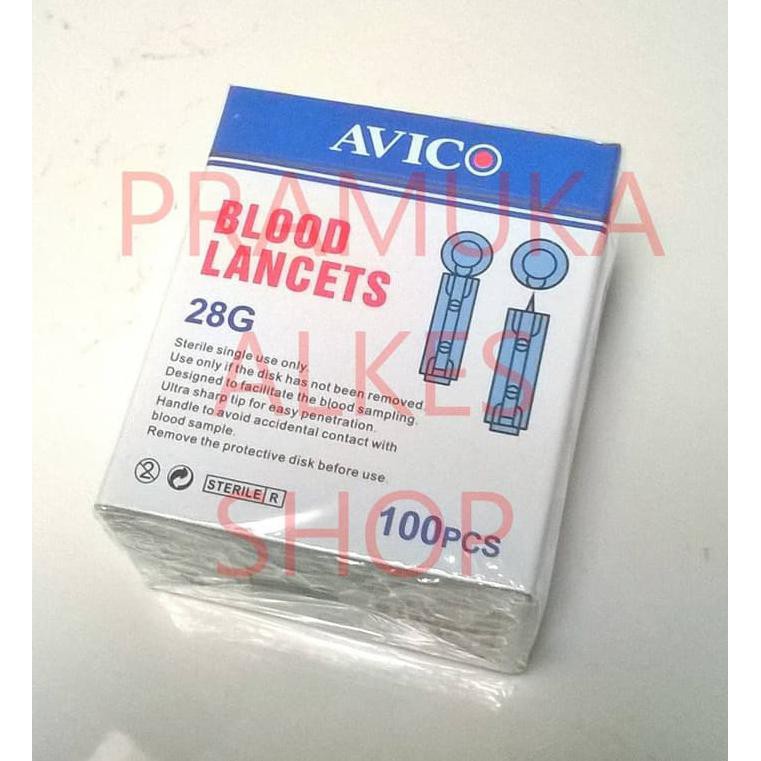 AVICO
PRAMUKA
BLOOD
LANCETS
28G
Sterile single use only.
Use only if the disk has not been removed
Designed to facilitate the blood sampling.
Ultra sharp tip for easy penetration.
Handle to avoid accidental contact with
blood sample.
Remove the protective disk before use.
ALKES
2
STERILE R
100PCS
SHOP